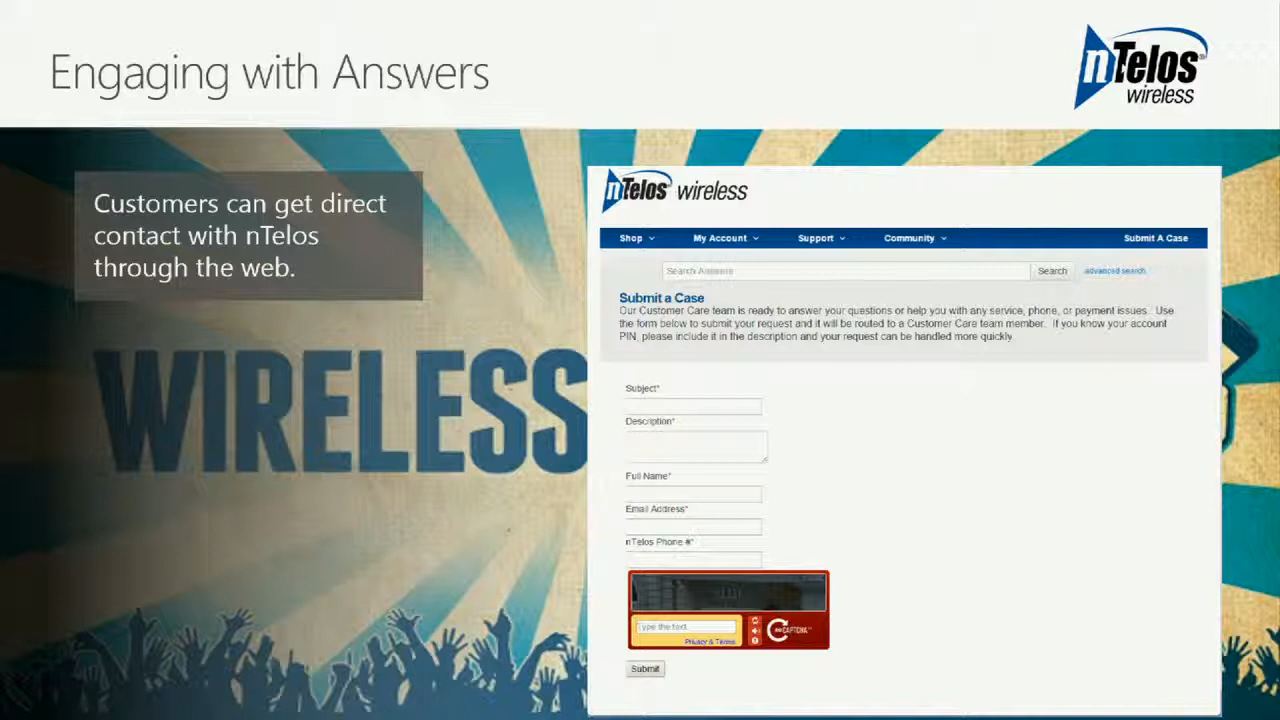 Engaging with Answers
nTelos®
wireless
Customers can get direct
contact with nTelos
through the web.
WIRELESS
nTelos® wireless
Shop My Account Support Community Submit A Case
Search Answers Search advanced search
Submit a Case
Our Customer Care team is ready to answer your questions or help you with any service, phone, or payment issues. Use
the form below to submit your request and it will be routed to a Customer Care team member. If you know your account
PIN, please include it in the description and your request can be handled more quickly.
Subject*
Description*
Full Name*
Email Address*
nTelos Phone #*
Type the text
Privacy & Terms
reCAPTCHA™
Submit